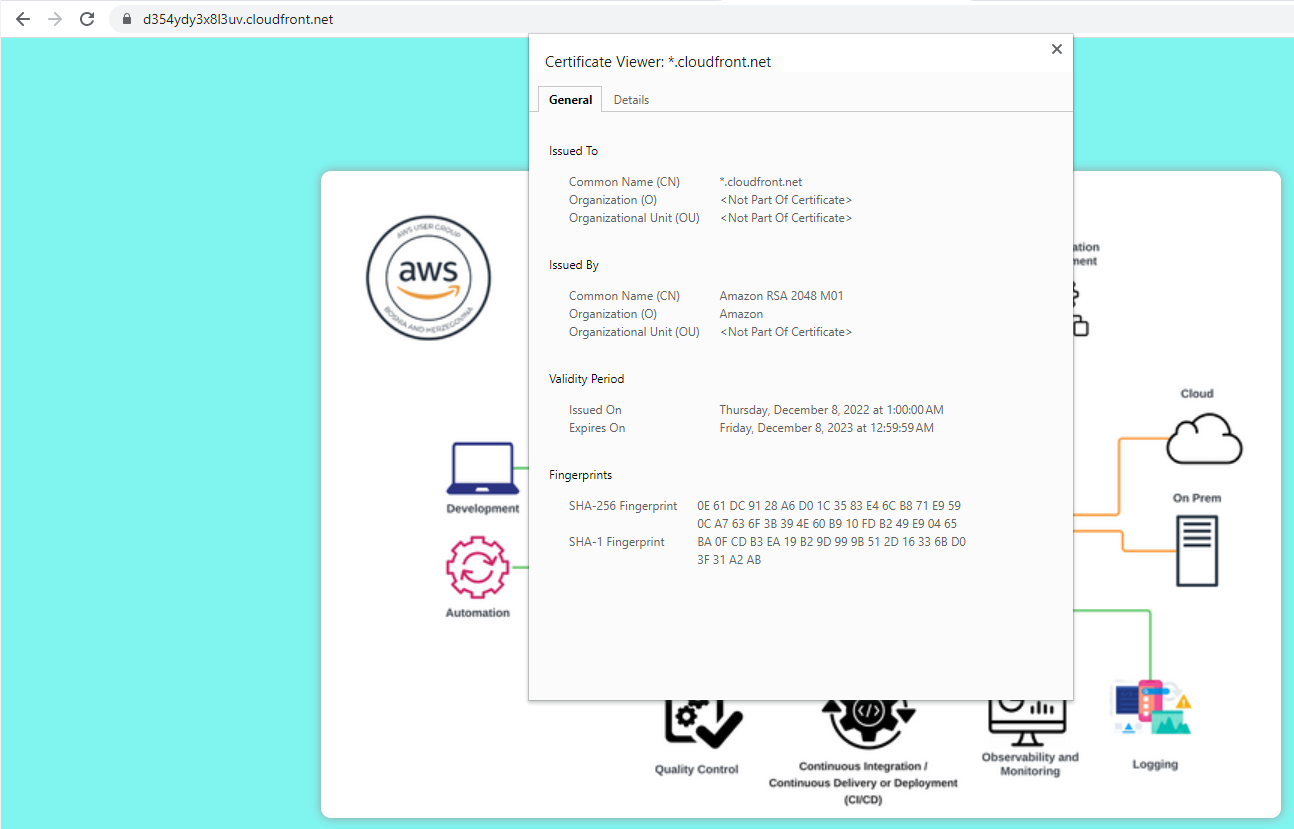 d354ydy3x8l3uv.cloudfront.net
Certificate Viewer: *.cloudfront.net
General Details
Issued To
Common Name (CN) *.cloudfront.net
Organization (O) <Not Part Of Certificate>
Organizational Unit (OU) <Not Part Of Certificate>
Issued By
Common Name (CN) Amazon RSA 2048 M01
Organization (O) Amazon
Organizational Unit (OU) <Not Part Of Certificate>
Validity Period
Issued On Thursday, December 8, 2022 at 1:00:00 AM
Expires On Friday, December 8, 2023 at 12:59:59 AM
Fingerprints
SHA-256 Fingerprint 0E 61 DC 91 28 A6 D0 1C 35 83 E4 6C B8 71 E9 59
0C A7 63 6F 3B 39 4E 60 B9 10 FD B2 49 E9 04 65
SHA-1 Fingerprint BA 0F CD B3 EA 19 B2 9D 99 9B 51 2D 16 33 6B D0
3F 31 A2 AB
AWS USER GROUP
aws
BOSNIA AND HERZEGOVINA
ation
ment
Cloud
On Prem
Development
Automation
Quality Control
Continuous Integration /
Continuous Delivery or Deployment
(CI/CD)
Observability and
Monitoring
Logging